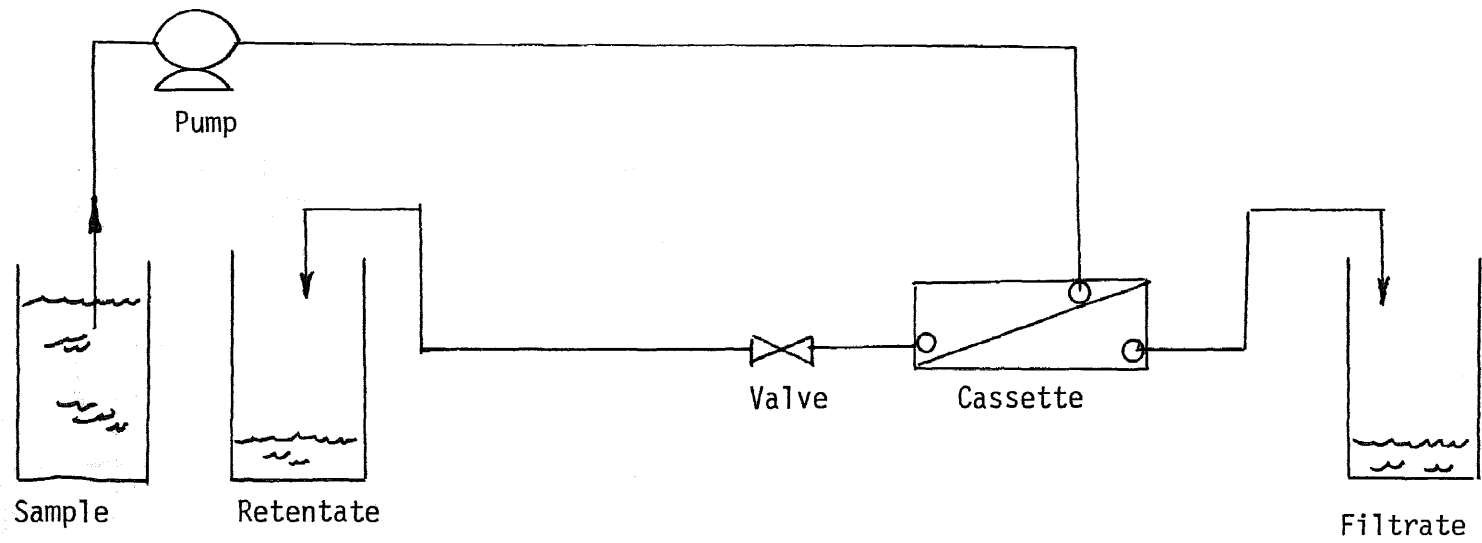 Pump
Valve
Cassette
Sample
Retentate
Filtrate